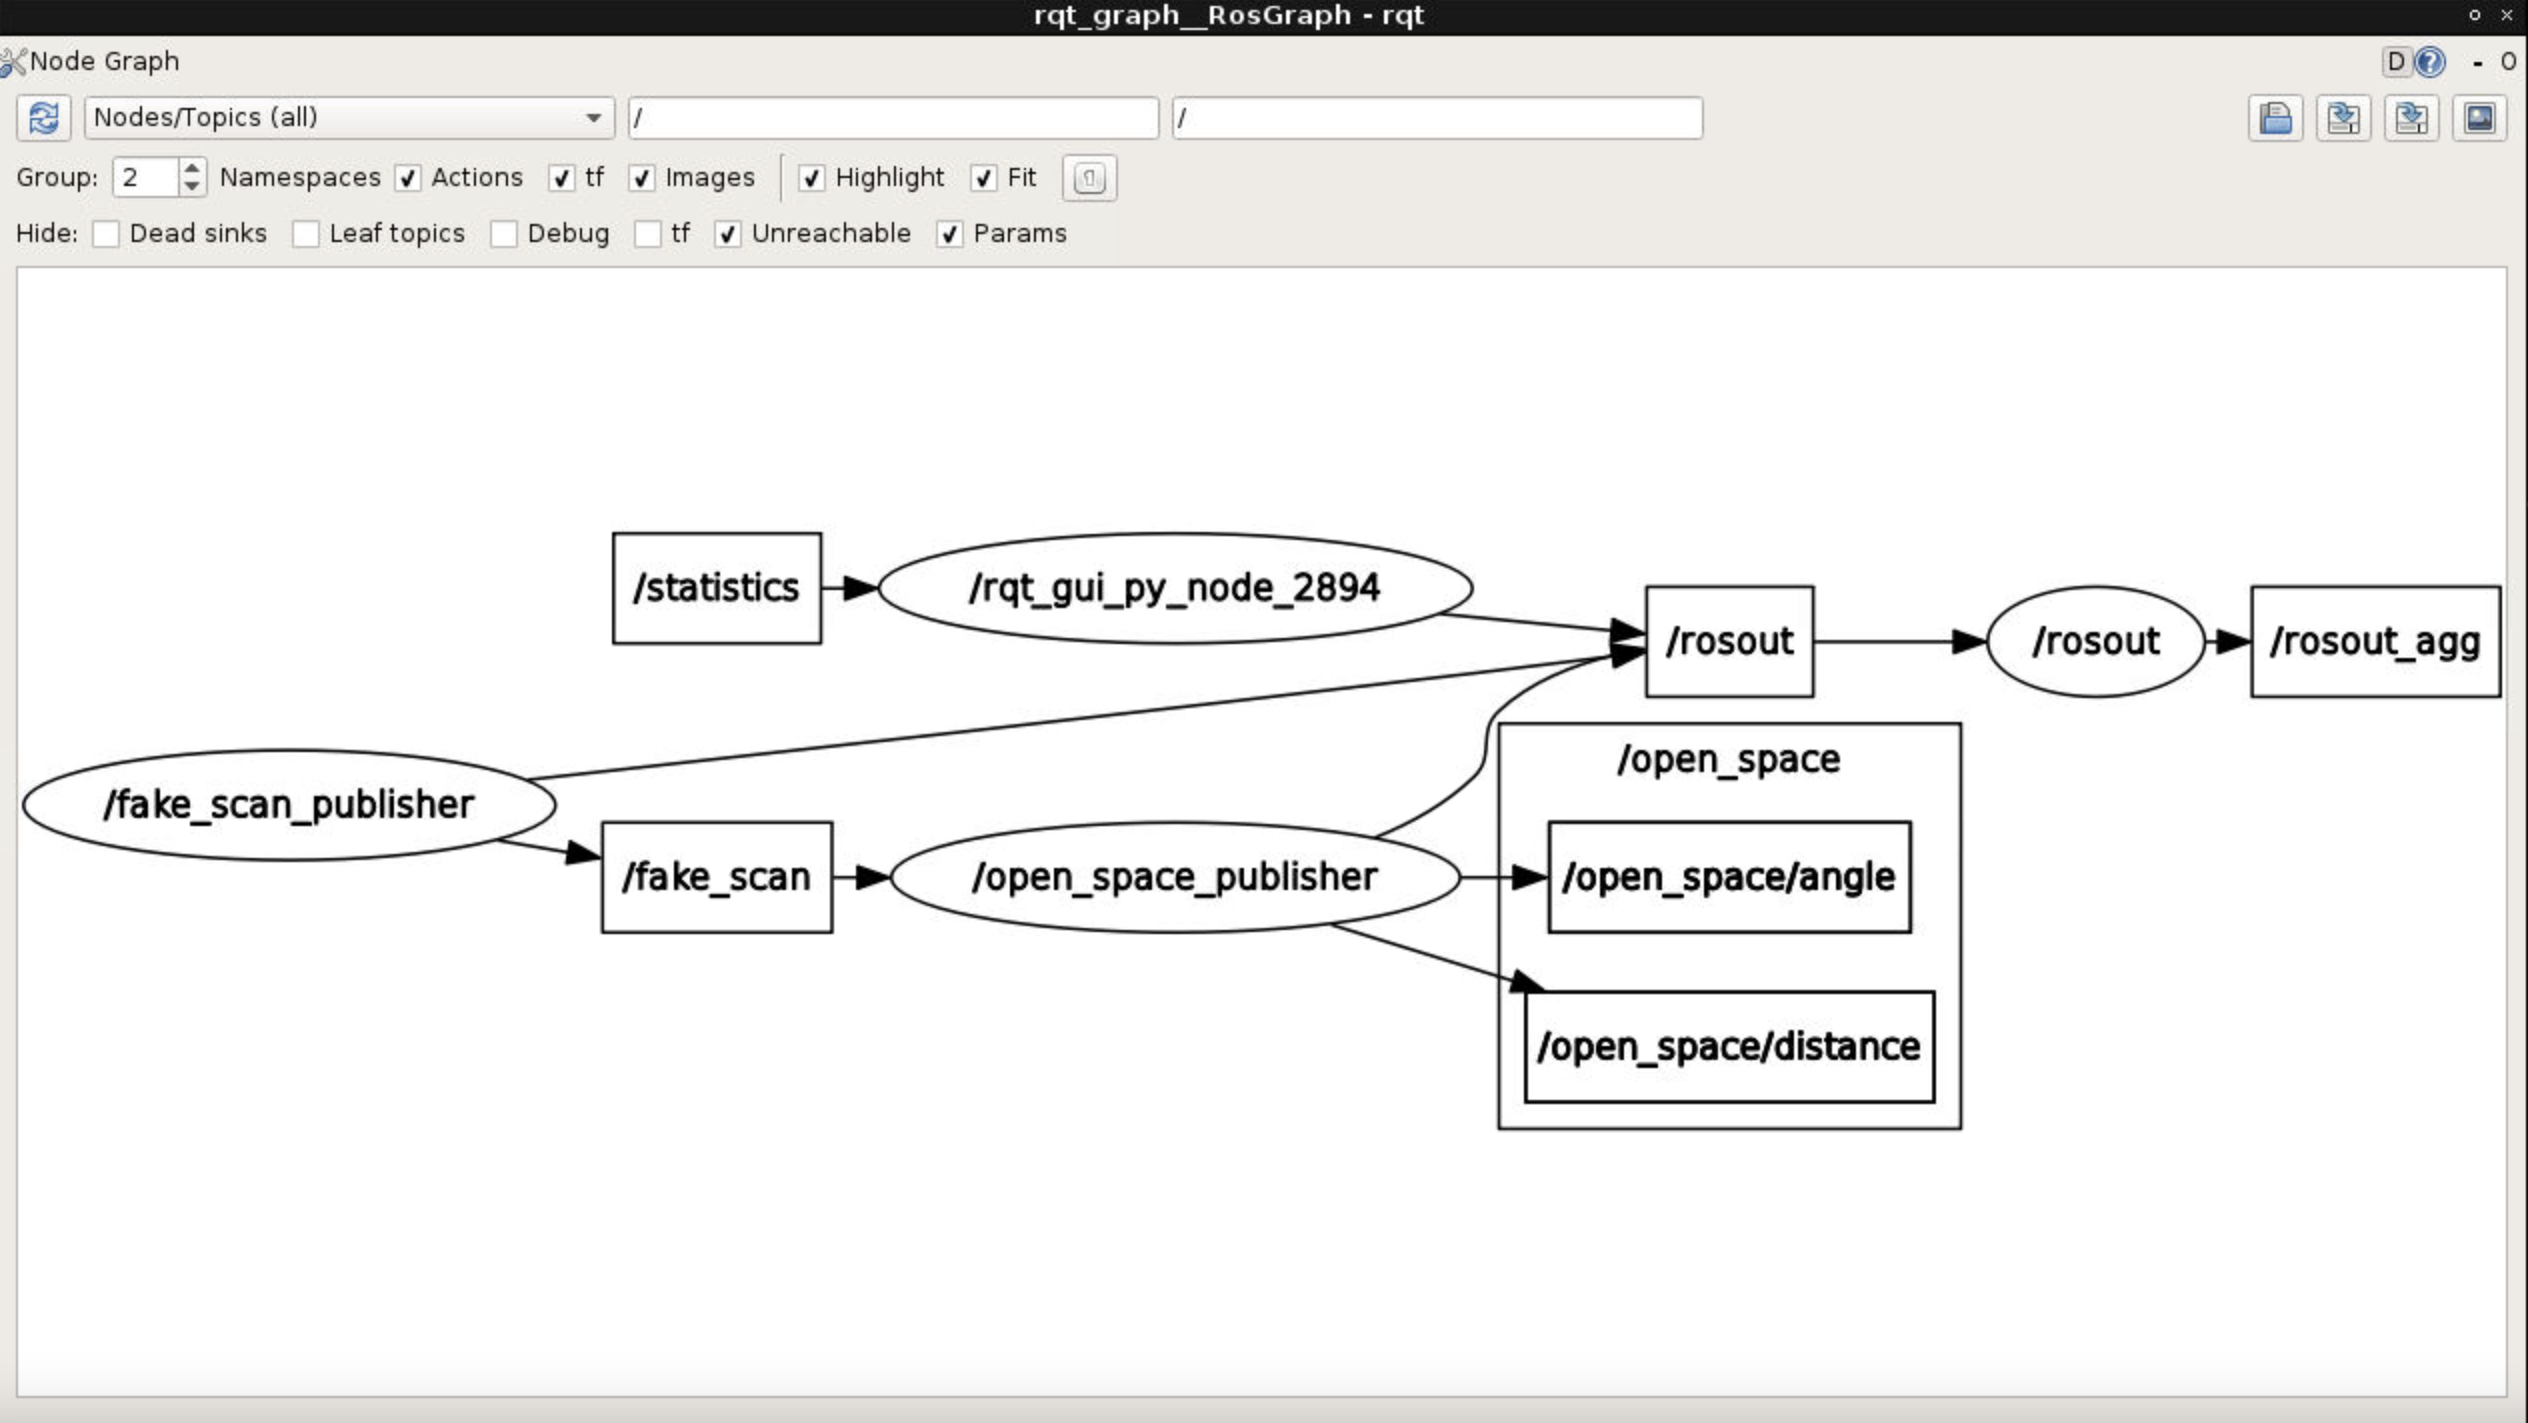 rqt_graph__RosGraph - rqt
Node Graph
D
- O
Nodes/Topics (all)
/
/
Group: 2 Namespaces Actions tf Images Highlight Fit
Hide: Dead sinks Leaf topics Debug tf Unreachable Params
/statistics
/rqt_gui_py_node_2894
/rosout
/rosout
/rosout_agg
/fake_scan_publisher
/fake_scan
/open_space_publisher
/open_space
/open_space/angle
/open_space/distance